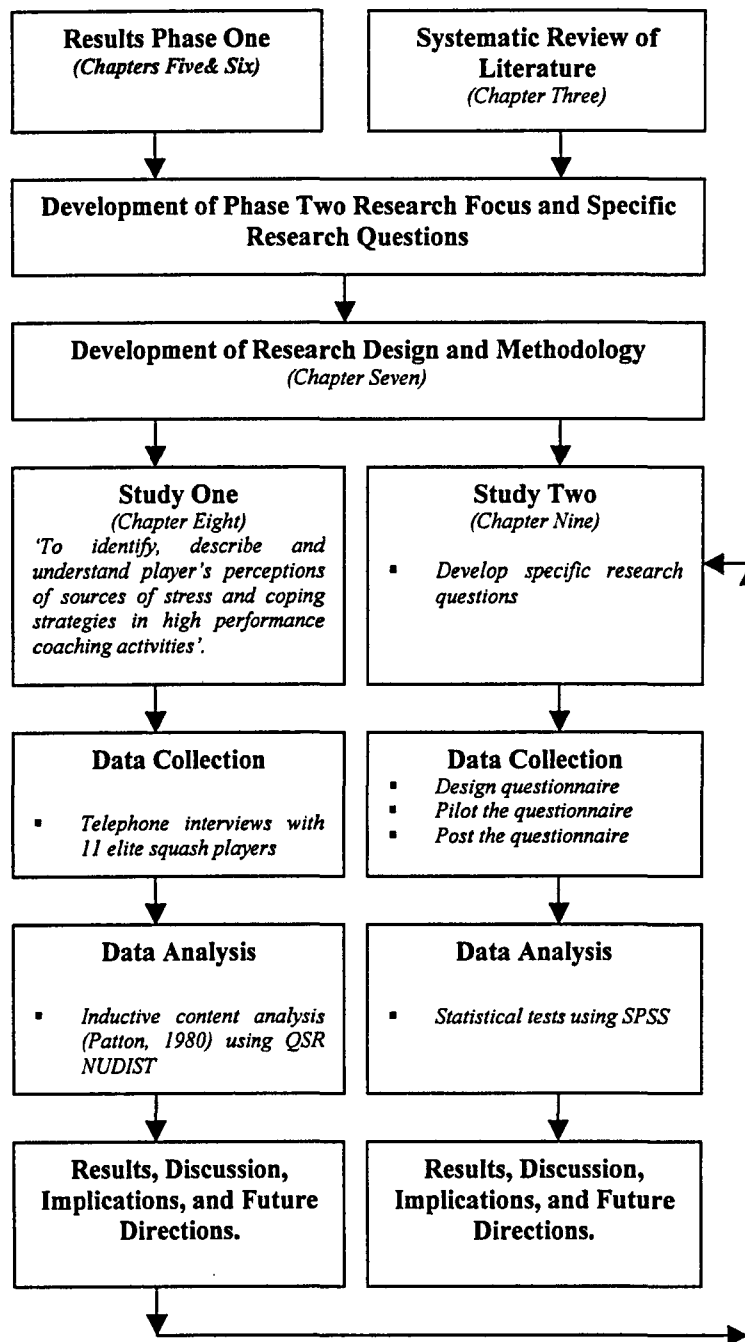 Results Phase One
(Chapters Five& Six)
Systematic Review of
Literature
(Chapter Three)
Development of Phase Two Research Focus and Specific
Research Questions
Development of Research Design and Methodology
(Chapter Seven)
Study One
(Chapter Eight)
'To identify, describe and
understand player's perceptions
of sources of stress and coping
strategies in high performance
coaching activities'.
Study Two
(Chapter Nine)
▪ Develop specific research
questions
Data Collection
▪ Telephone interviews with
11 elite squash players
Data Collection
▪ Design questionnaire
▪ Pilot the questionnaire
▪ Post the questionnaire
Data Analysis
▪ Inductive content analysis
(Patton, 1980) using QSR
NUDIST
Data Analysis
▪ Statistical tests using SPSS
Results, Discussion,
Implications, and Future
Directions.
Results, Discussion,
Implications, and Future
Directions.